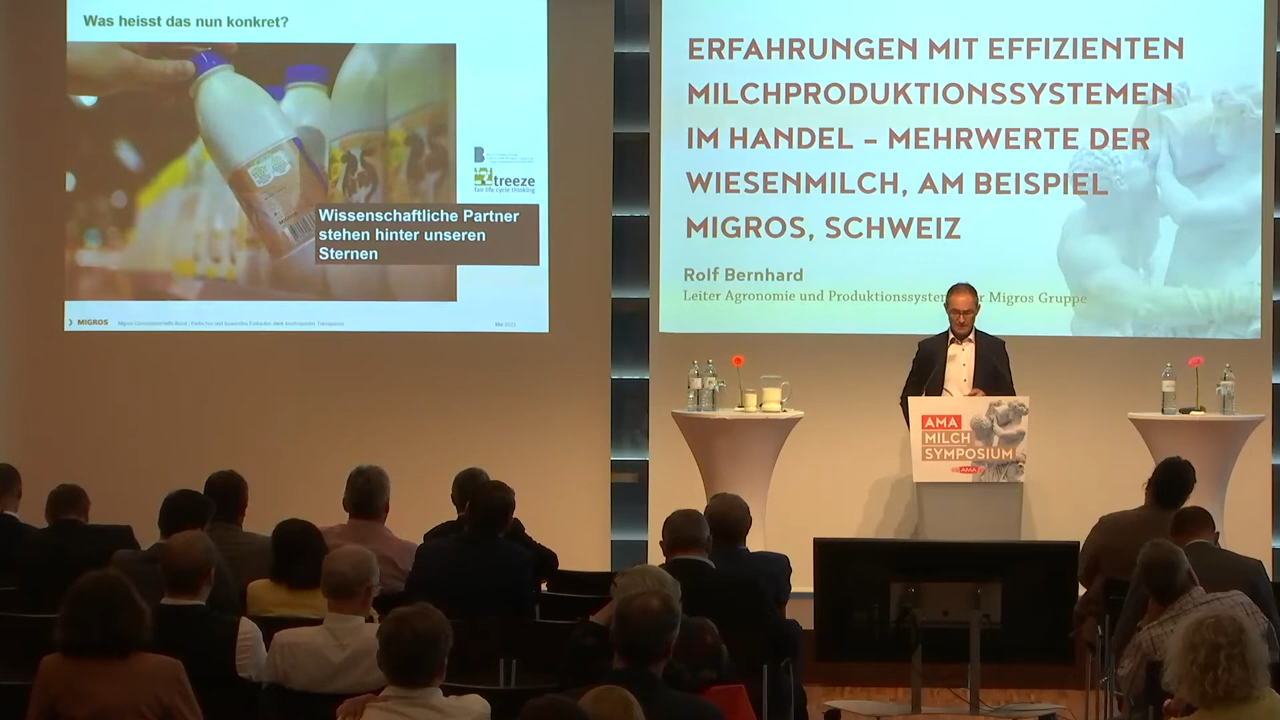 Was heisst das nun konkret?
treeze
fair life cycle thinking
Wissenschaftliche Partner
stehen hinter unseren
Sternen
MIGROS
Mai 2023
ERFAHRUNGEN MIT EFFIZIENTEN
MILCHPRODUKTIONSSYSTEMEN
IM HANDEL – MEHRWERTE DER
WIESENMILCH, AM BEISPIEL
MIGROS, SCHWEIZ
Rolf Bernhard
Leiter Agronomie und Migros Gruppe
AMA
MILCH
SYMPOSIUM
AMA